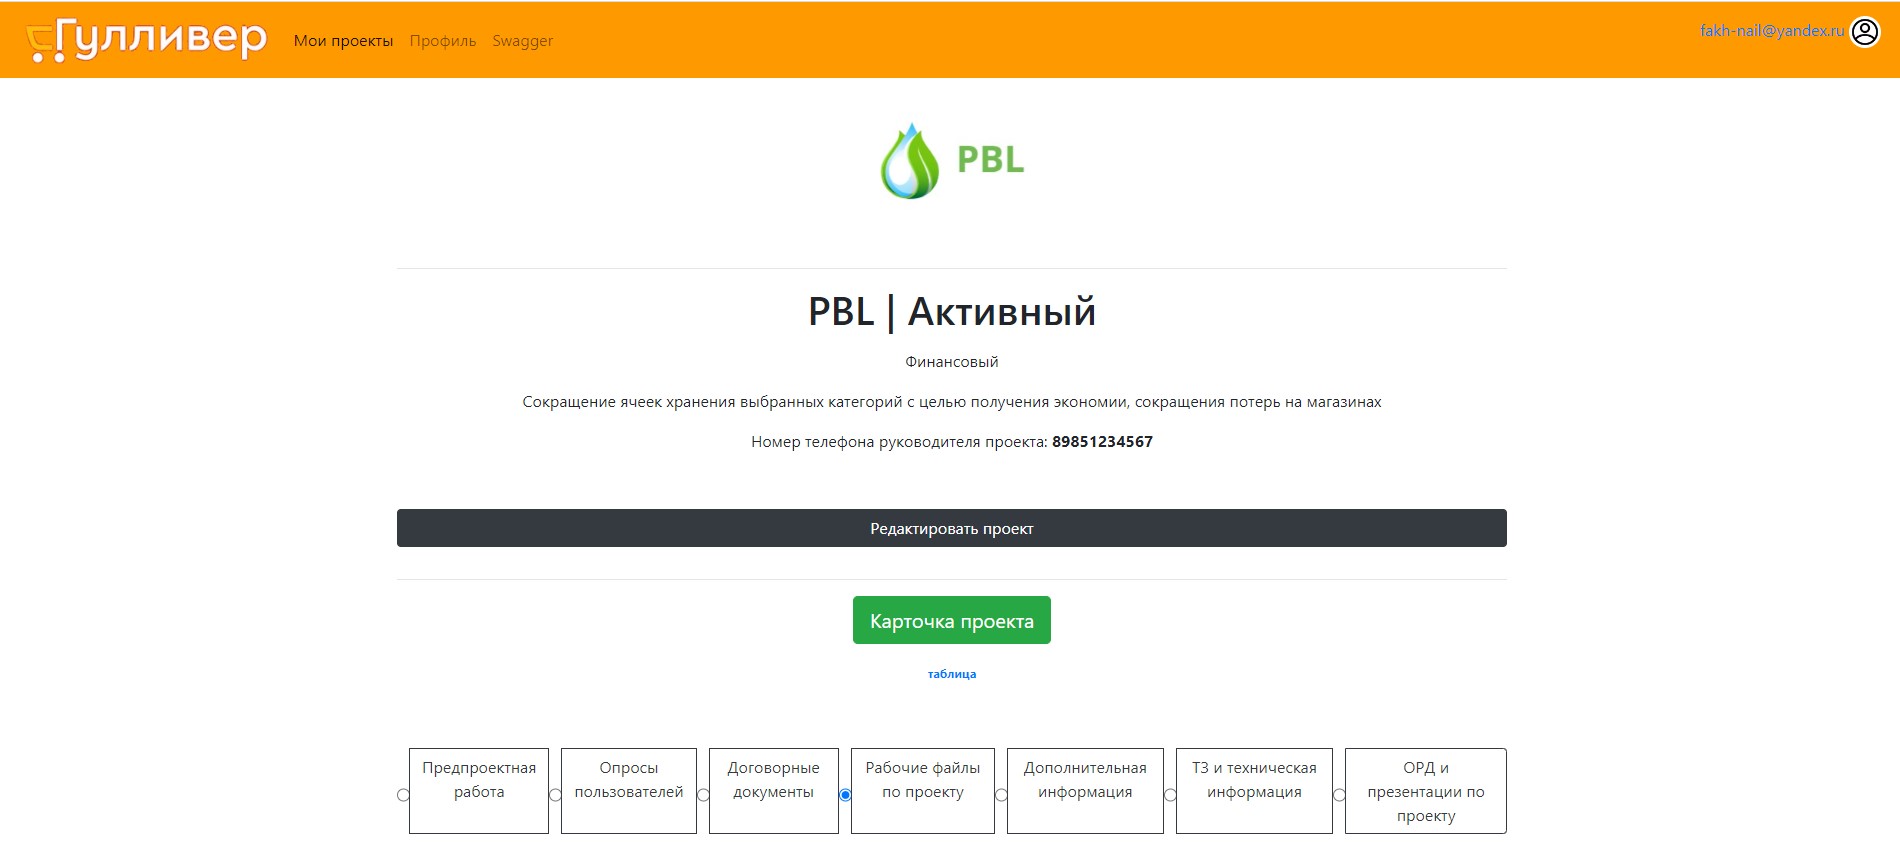 Гулливер
Мои проекты Профиль Swagger
fakh-nail@yandex.ru
PBL
PBL | Активный
Финансовый
Сокращение ячеек хранения выбранных категорий с целью получения экономии, сокращения потерь на магазинах
Номер телефона руководителя проекта: 89851234567
Редактировать проект
Карточка проекта
таблица
Предпроектная
работа
Опросы
пользователей
Договорные
документы
Рабочие файлы
по проекту
Дополнительная
информация
ТЗ и техническая
информация
ОРД и
презентации по
проекту